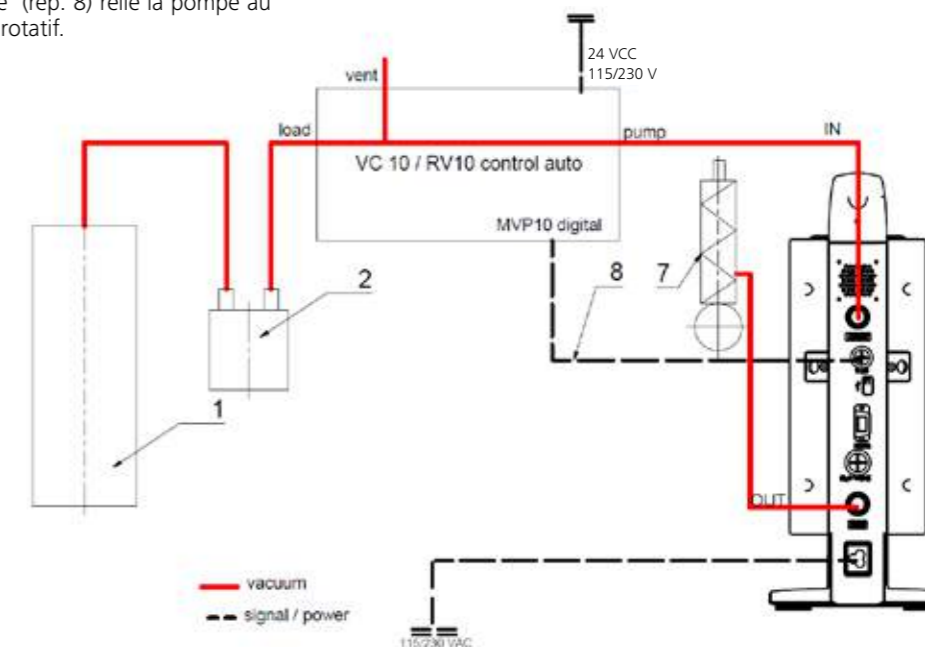 (rep. 8) relie la pompe au
rotatif.
24 VCC
115/230 V
vent
load
pump
IN
VC 10 / RV10 control auto
MVP10 digital
8
7
2
1
OUT
vacuum
signal / power
115/230 VAC